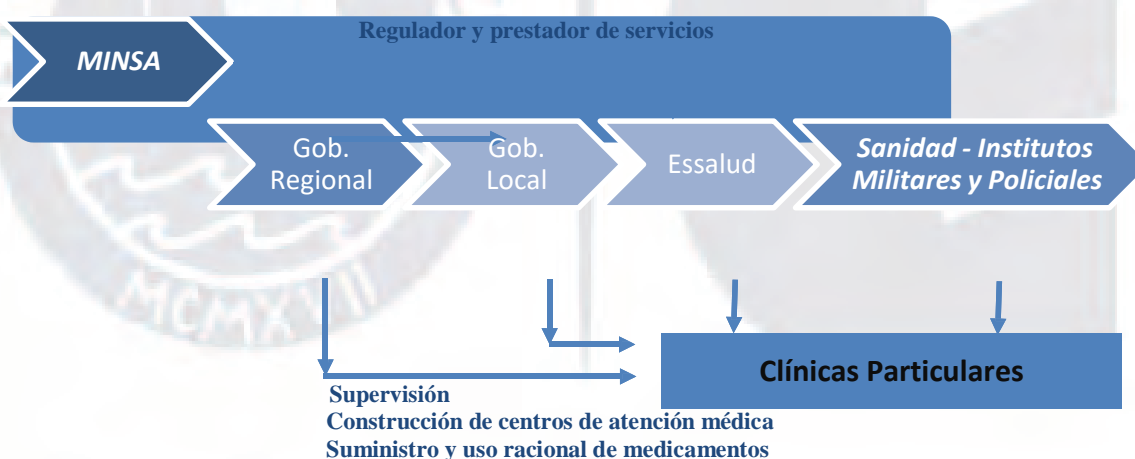 Regulador y prestador de servicios
MINSA
Gob.
Regional
Gob.
Local
Essalud
Sanidad - Institutos
Militares y Policiales
MCMXVII
Clínicas Particulares
Supervisión
Construcción de centros de atención médica
Suministro y uso racional de medicamentos